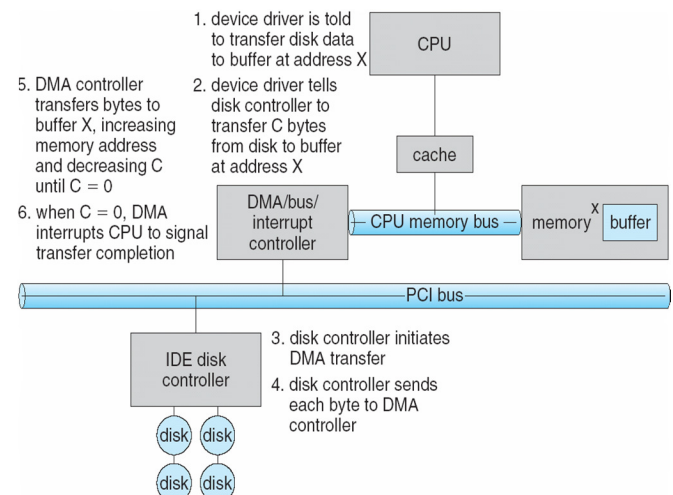 1. device driver is told
to transfer disk data
to buffer at address X
CPU
5. DMA controller
transfers bytes to
buffer X, increasing
memory address
and decreasing C
until C = 0
2. device driver tells
disk controller to
transfer C bytes
from disk to buffer
at address X
cache
6. when C = 0, DMA
interrupts CPU to signal
transfer completion
DMA/bus/
interrupt
controller
CPU memory bus
memory
X
buffer
PCI bus
IDE disk
controller
3. disk controller initiates
DMA transfer
4. disk controller sends
each byte to DMA
controller
disk
disk
disk
disk